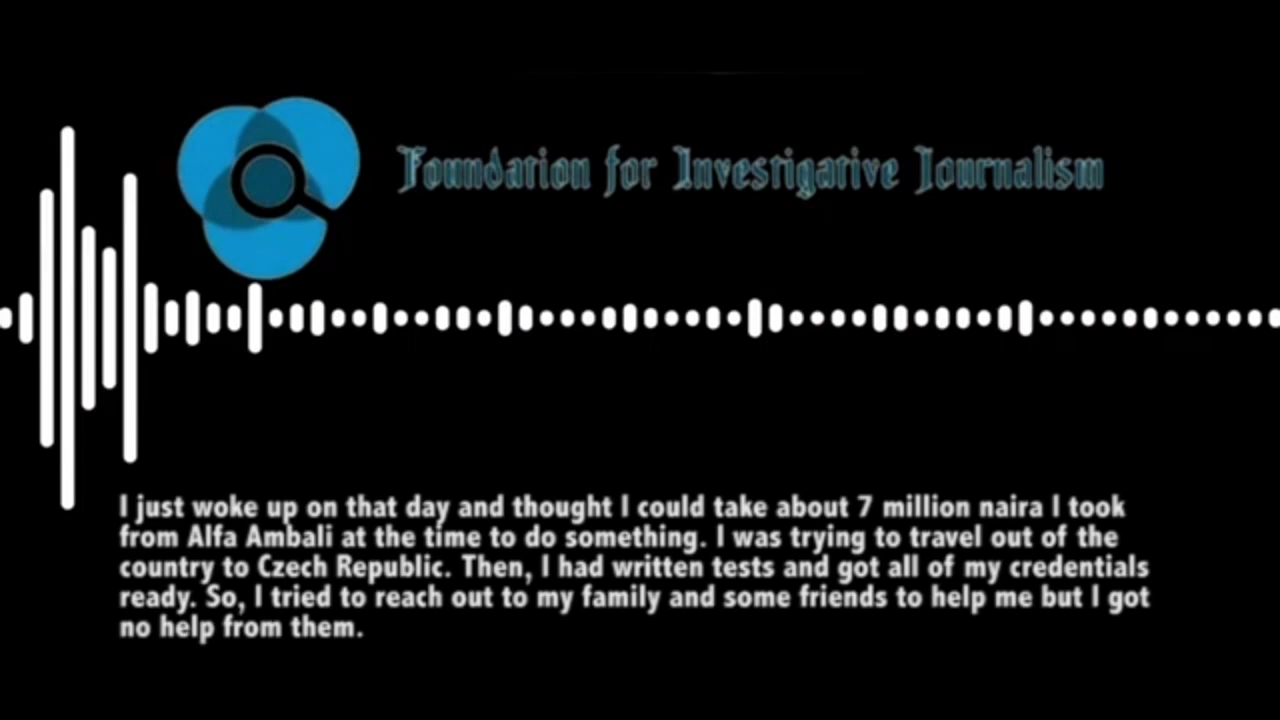 Foundation for Investigative Journalism
I just woke up on that day and thought I could take about 7 million naira I took
from Alfa Ambali at the time to do something. I was trying to travel out of the
country to Czech Republic. Then, I had written tests and got all of my credentials
ready. So, I tried to reach out to my family and some friends to help me but I got
no help from them.